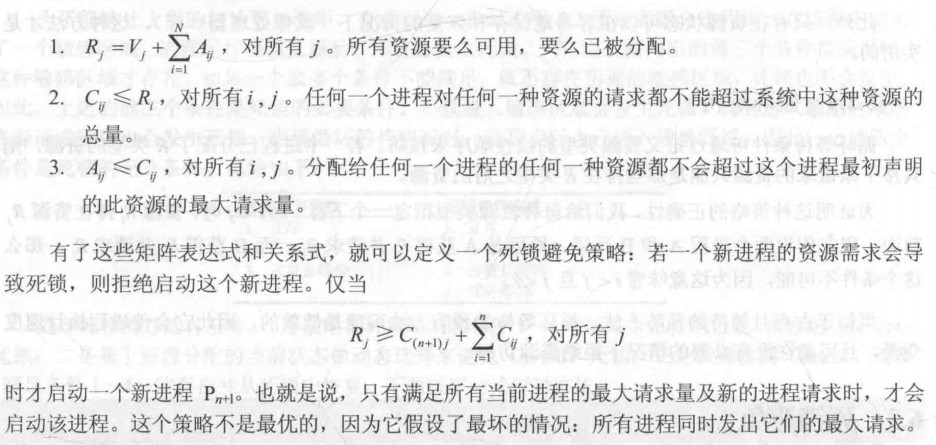 1. R_j = V_j + \sum_{i=1}^{N} A_{ij}，对所有 j。所有资源要么可用，要么已被分配。
2. C_{ij} ≤ R_i，对所有 i , j。任何一个进程对任何一种资源的请求都不能超过系统中这种资源的
总量。
3. A_{ij} ≤ C_{ij}，对所有 i , j。分配给任何一个进程的任何一种资源都不会超过这个进程最初声明
的此资源的最大请求量。
有了这些矩阵表达式和关系式，就可以定义一个死锁避免策略：若一个新进程的资源需求会导
致死锁，则拒绝启动这个新进程。仅当
R_j ≥ C_{(n+1)j} + \sum_{i=1}^{n} C_{ij}，对所有 j
时才启动一个新进程 P_{n+1}。也就是说，只有满足所有当前进程的最大请求量及新的进程请求时，才会
启动该进程。这个策略不是最优的，因为它假设了最坏的情况：所有进程同时发出它们的最大请求。